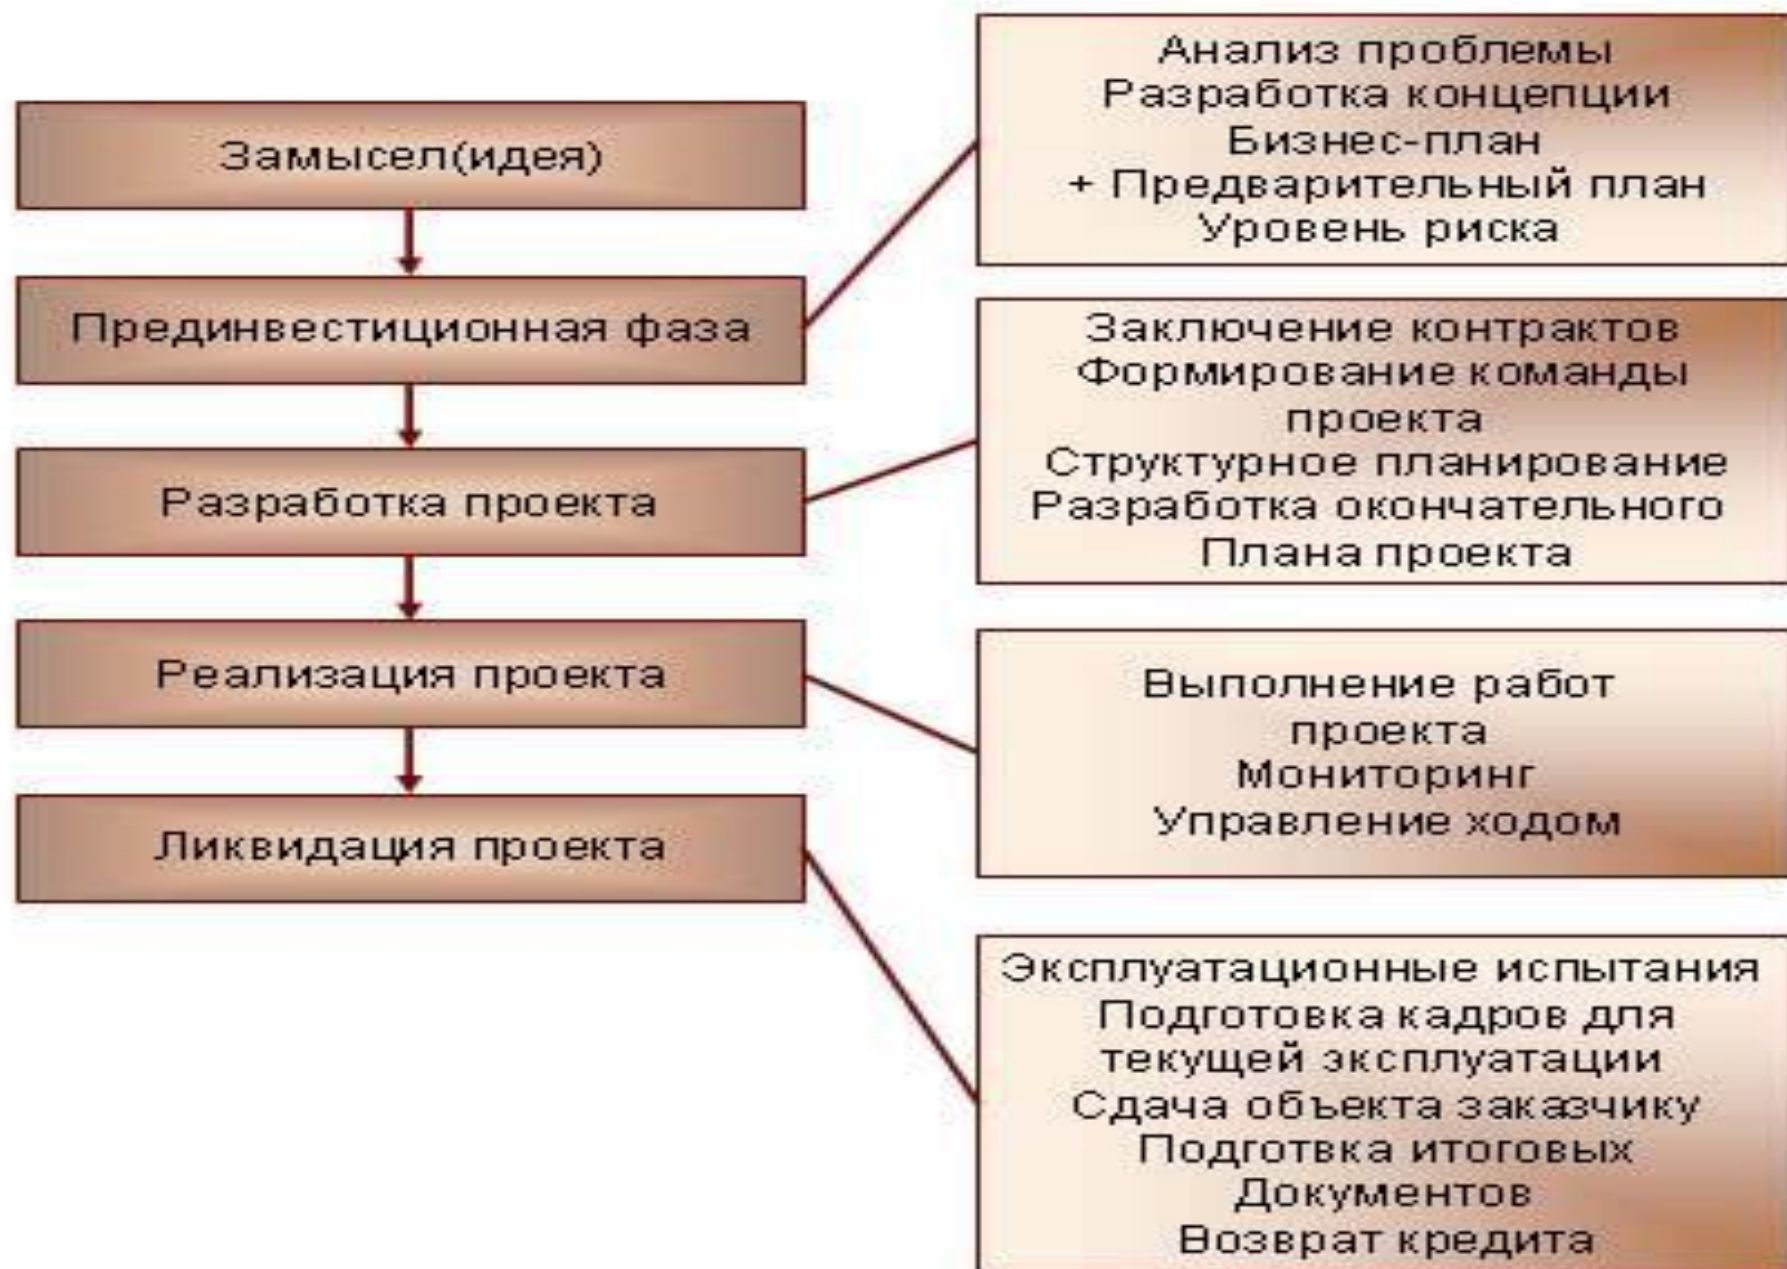 Замысел(идея)
Прединвестиционная фаза
Разработка проекта
Реализация проекта
Ликвидация проекта
Анализ проблемы
Разработка концепции
Бизнес-план
+ Предварительный план
Уровень риска
Заключение контрактов
Формирование команды
проекта
Структурное планирование
Разработка окончательного
Плана проекта
Выполнение работ
проекта
Мониторинг
Управление ходом
Эксплуатационные испытания
Подготовка кадров для
текущей эксплуатации
Сдача объекта заказчику
Подготвка итоговых
Документов
Возврат кредита